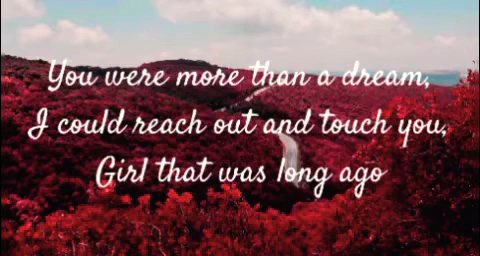 You were more than a dream,
I could reach out and touch you,
Girl that was long ago